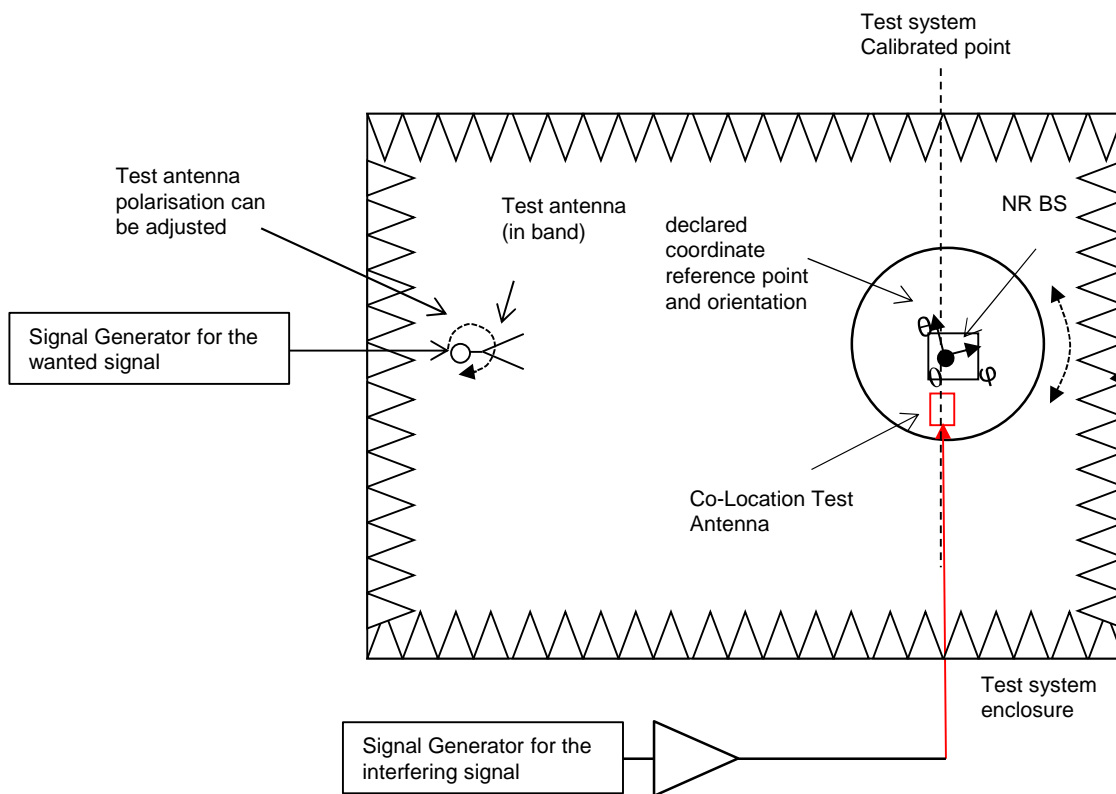 Test system
Calibrated point
Test antenna
polarisation can
be adjusted
Test antenna
(in band)
declared
coordinate
reference point
and orientation
NR BS
Signal Generator for the
wanted signal
θ
0
φ
Co-Location Test
Antenna
Test system
enclosure
Signal Generator for the
interfering signal